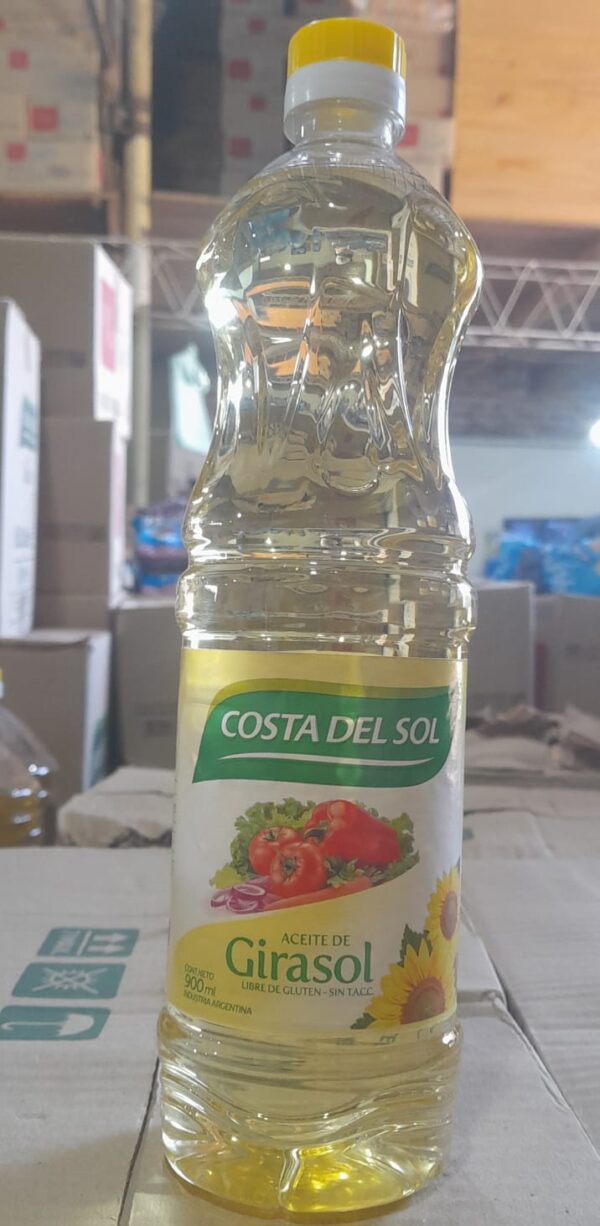 COSTA DEL SOL
ACEITE DE
Girasol
LIBRE DE GLUTEN - SIN T.A.C.C.
CONT. NETO
900 ml
INDUSTRIA ARGENTINA